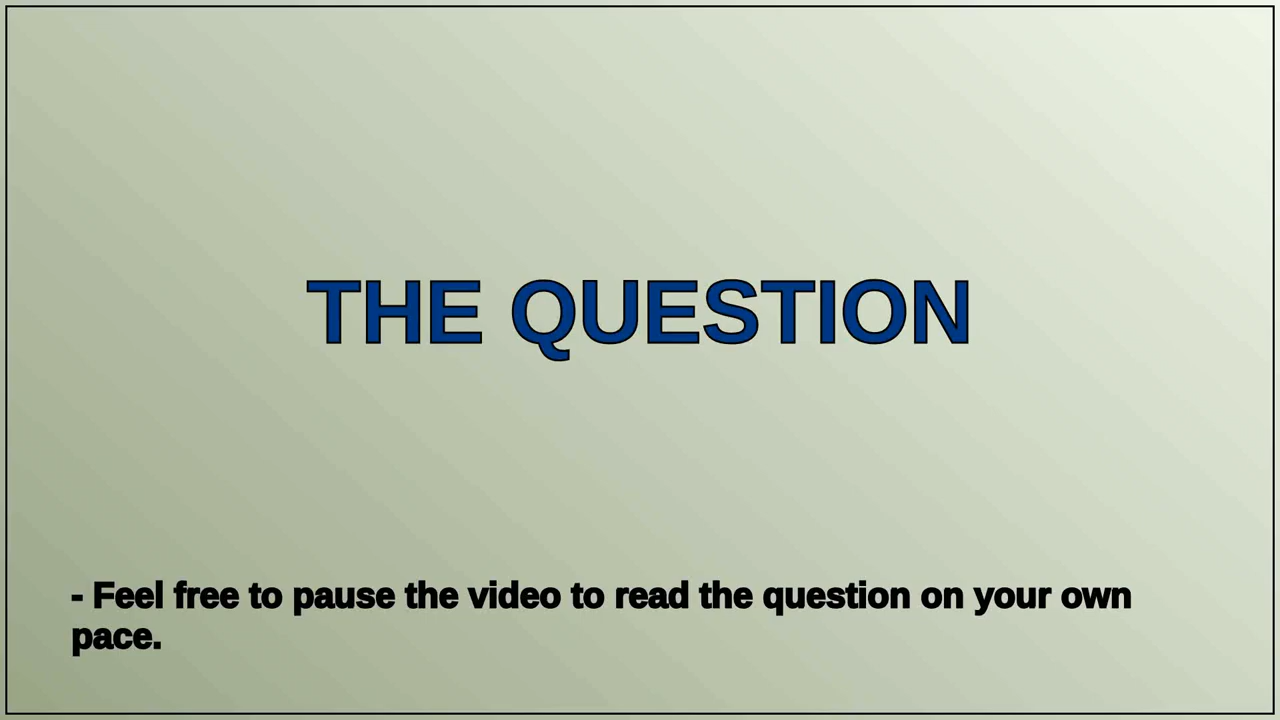 THE QUESTION
- Feel free to pause the video to read the question on your own
pace.